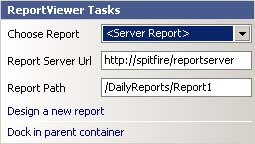 ReportViewer Tasks
Choose Report <Server Report>
Report Server Url http://spitfire/reportserver
Report Path /DailyReports/Report1
Design a new report
Dock in parent container